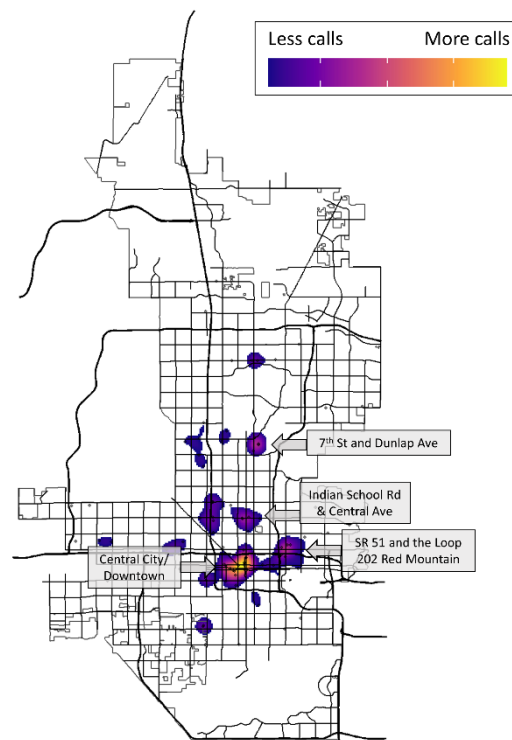 Less calls
More calls
7th St and Dunlap Ave
Indian School Rd
& Central Ave
SR 51 and the Loop
202 Red Mountain
Central City/
Downtown